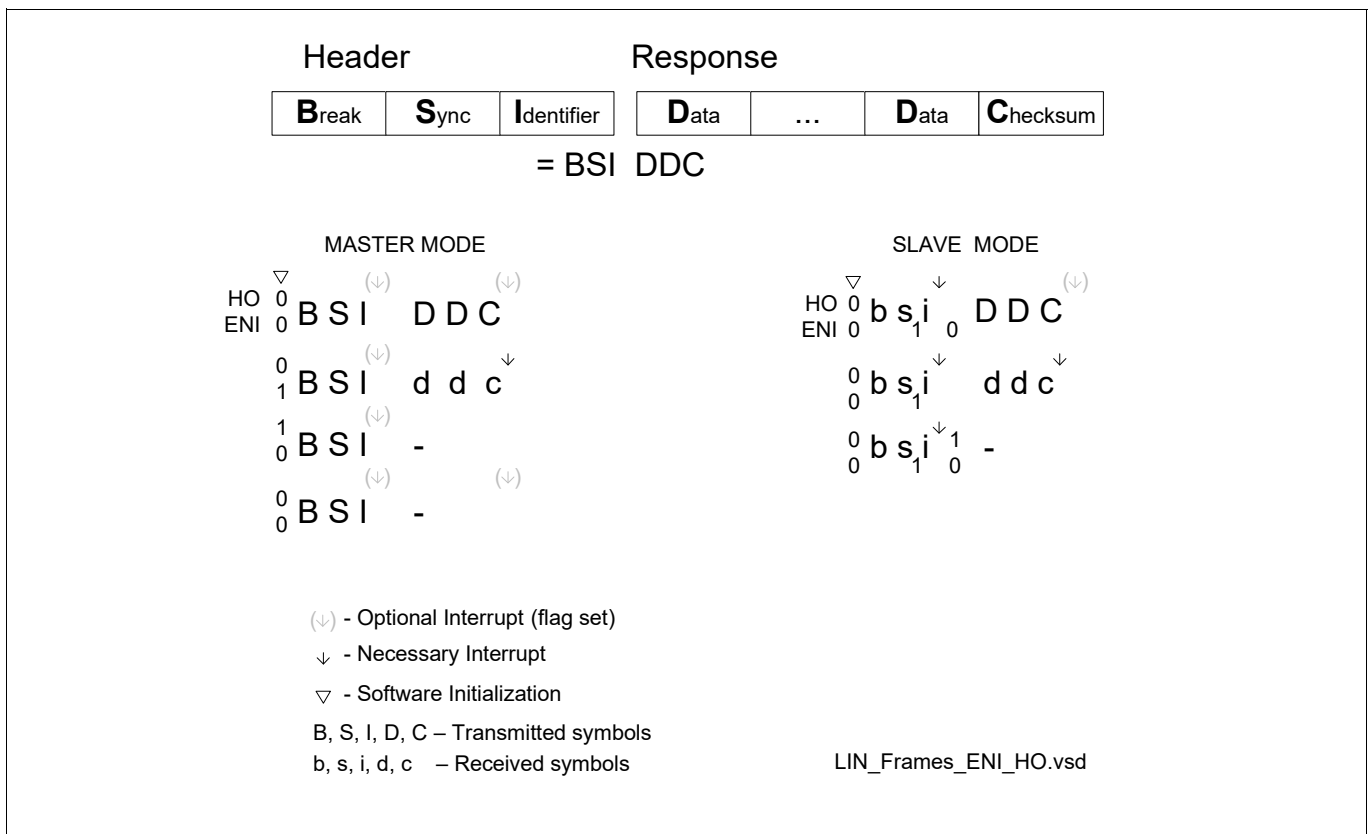 Header Response
Break Sync Identifier Data ... Data Checksum
= BSI DDC
MASTER MODE SLAVE MODE
(↓) (↓) ↓ (↓)
▽ ▽
HO 0 B S I D D C HO 0 b s i D D C
ENI 0 ENI 0 1 0
(↓) ↓ ↓ ↓
0 B S I d d c 0 b s i d d c
1 0 1
(↓) ↓
1 B S I - 0 b s i 1 -
0 0 1 0
(↓) (↓)
0 B S I -
0
(↓) - Optional Interrupt (flag set)
↓ - Necessary Interrupt
▽ - Software Initialization
B, S, I, D, C – Transmitted symbols
b, s, i, d, c – Received symbols LIN_Frames_ENI_HO.vsd